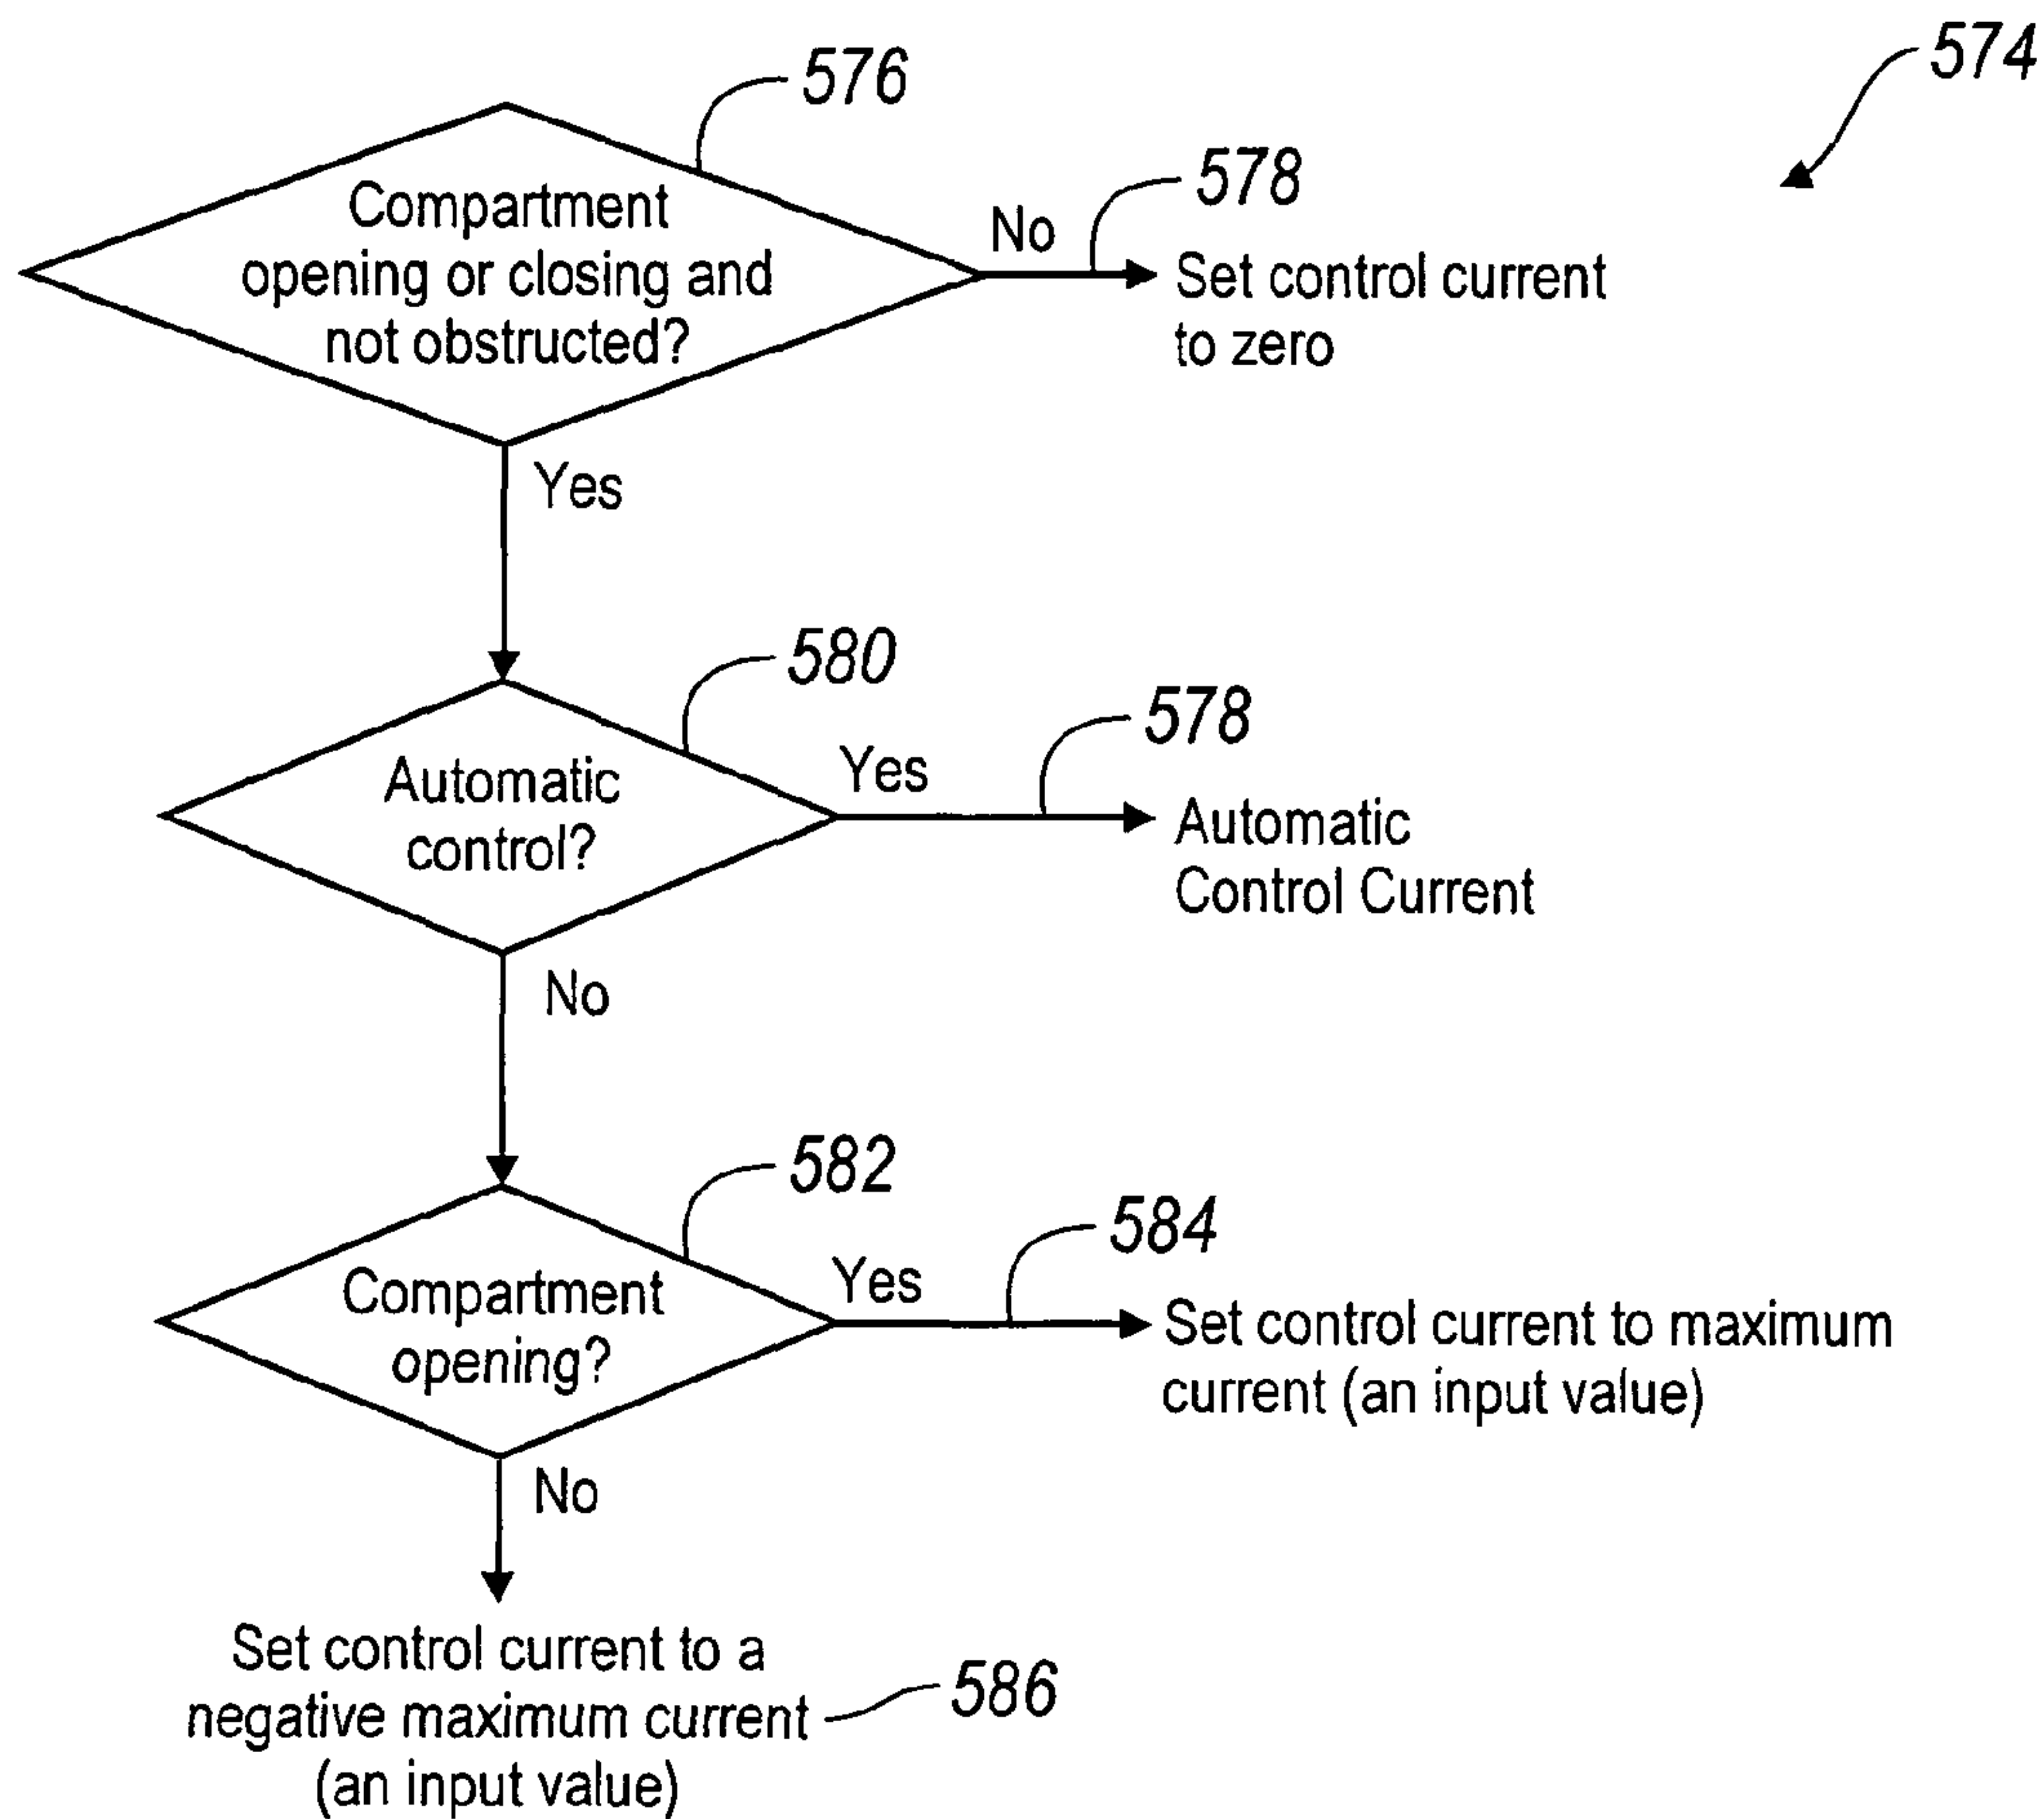 574
576
Compartment
opening or closing and
not obstructed?
No
578
Set control current
to zero
Yes
580
Automatic
control?
Yes
578
Automatic
Control Current
No
582
Compartment
opening?
Yes
584
Set control current to maximum
current (an input value)
No
Set control current to a
negative maximum current
(an input value)
586